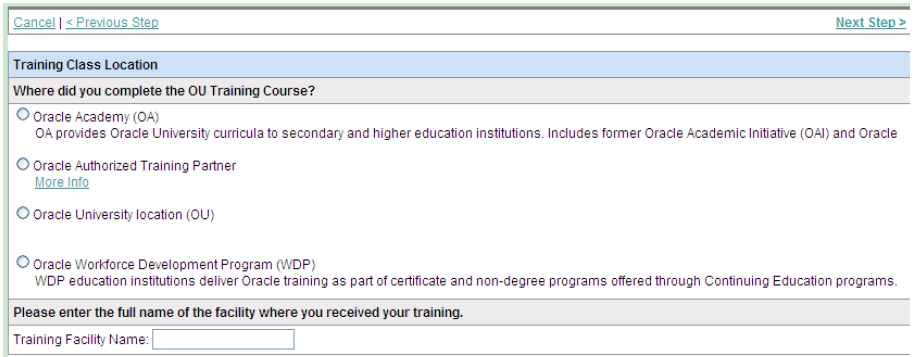 Cancel | < Previous Step Next Step >
Training Class Location
Where did you complete the OU Training Course?
Oracle Academy (OA)
OA provides Oracle University curricula to secondary and higher education institutions. Includes former Oracle Academic Initiative (OAI) and Oracle
Oracle Authorized Training Partner
More Info
Oracle University location (OU)
Oracle Workforce Development Program (WDP)
WDP education institutions deliver Oracle training as part of certificate and non-degree programs offered through Continuing Education programs.
Please enter the full name of the facility where you received your training.
Training Facility Name: